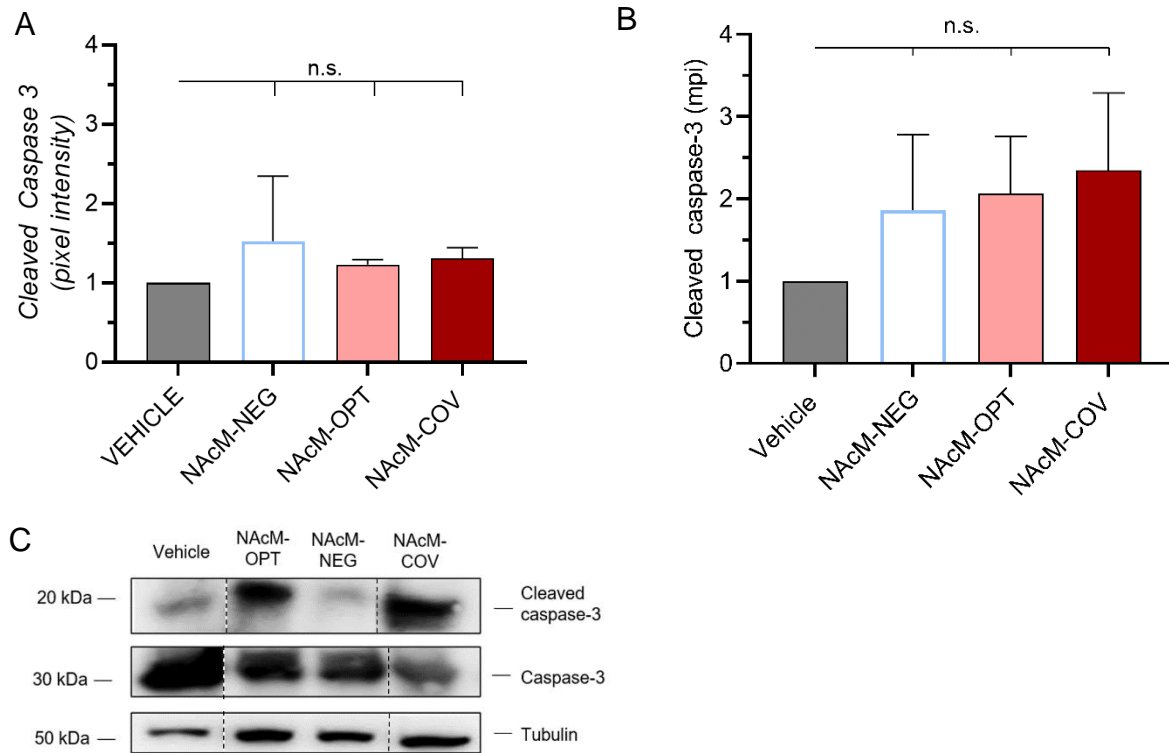 A
Cleaved Caspase 3
(pixel intensity)
4
3
2
1
0
n.s.
VEHICLE
NAcM-NEG
NAcM-OPT
NAcM-COV
B
Cleaved caspase-3 (mpi)
4
3
2
1
0
n.s.
Vehicle
NAcM-NEG
NAcM-OPT
NAcM-COV
C
Vehicle
NAcM-
OPT
NAcM-
NEG
NAcM-
COV
20 kDa
Cleaved
caspase-3
30 kDa
Caspase-3
50 kDa
Tubulin